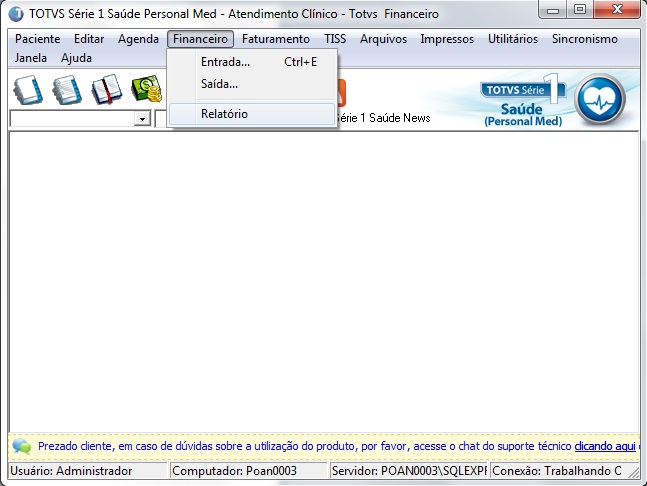 TOTVS Série 1 Saúde Personal Med - Atendimento Clínico - Totvs Financeiro
Paciente Editar Agenda Financeiro Faturamento TISS Arquivos Impressos Utilitários Sincronismo
Janela Ajuda
Entrada... Ctrl+E
Saída...
Relatório
TOTVS Série 1
Saúde
(Personal Med)
érie 1 Saúde News
Prezado cliente, em caso de dúvidas sobre a utilização do produto, por favor, acesse o chat do suporte técnico clicando aqui
Usuário: Administrador Computador: Poan0003 Servidor: POAN0003\SQLEXP Conexão: Trabalhando